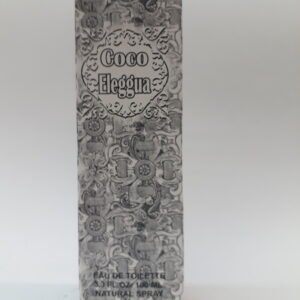 Coco
Eleggua
EAU DE TOILETTE
3.3 FL.OZ/ 100 ML
NATURAL SPRAY